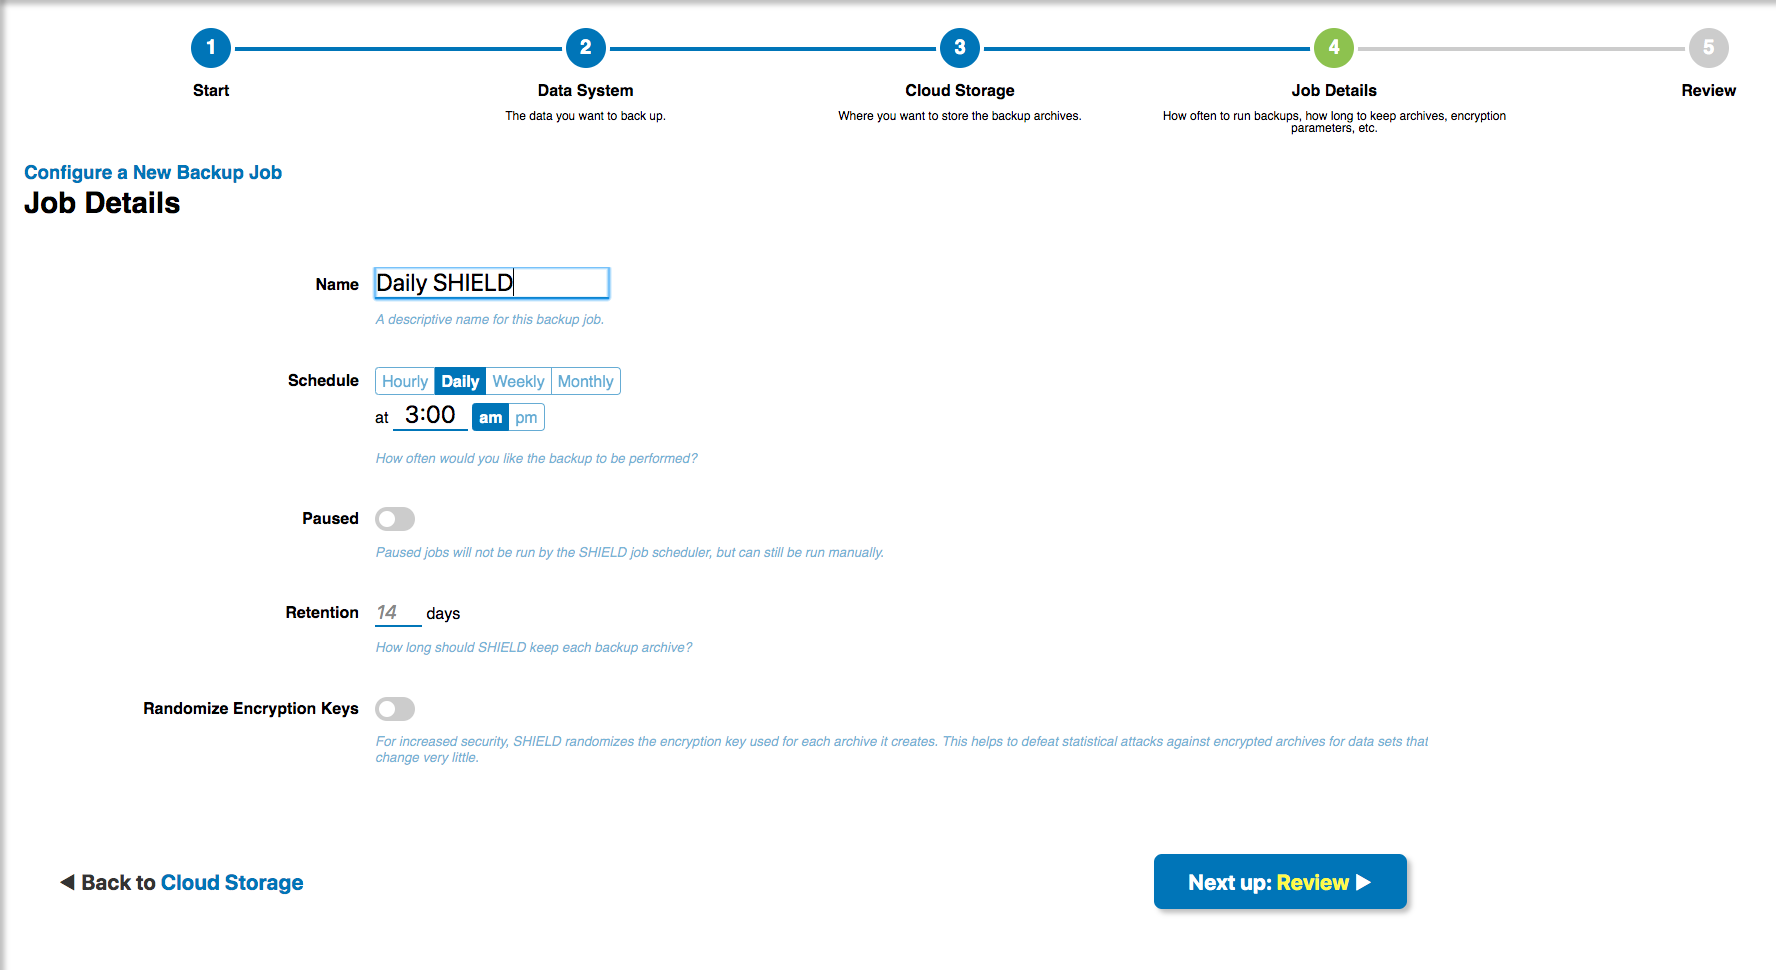 1
2
3
4
5
Start
Data System
Cloud Storage
Job Details
Review
The data you want to back up.
Where you want to store the backup archives.
How often to run backups, how long to keep archives, encryption
parameters, etc.
Configure a New Backup Job
Job Details
Name
Daily SHIELD
A descriptive name for this backup job.
Schedule
Hourly Daily Weekly Monthly
at 3:00 am pm
How often would you like the backup to be performed?
Paused
Paused jobs will not be run by the SHIELD job scheduler, but can still be run manually.
Retention
14 days
How long should SHIELD keep each backup archive?
Randomize Encryption Keys
For increased security, SHIELD randomizes the encryption key used for each archive it creates. This helps to defeat statistical attacks against encrypted archives for data sets that
change very little.
◀ Back to Cloud Storage
Next up: Review ▶